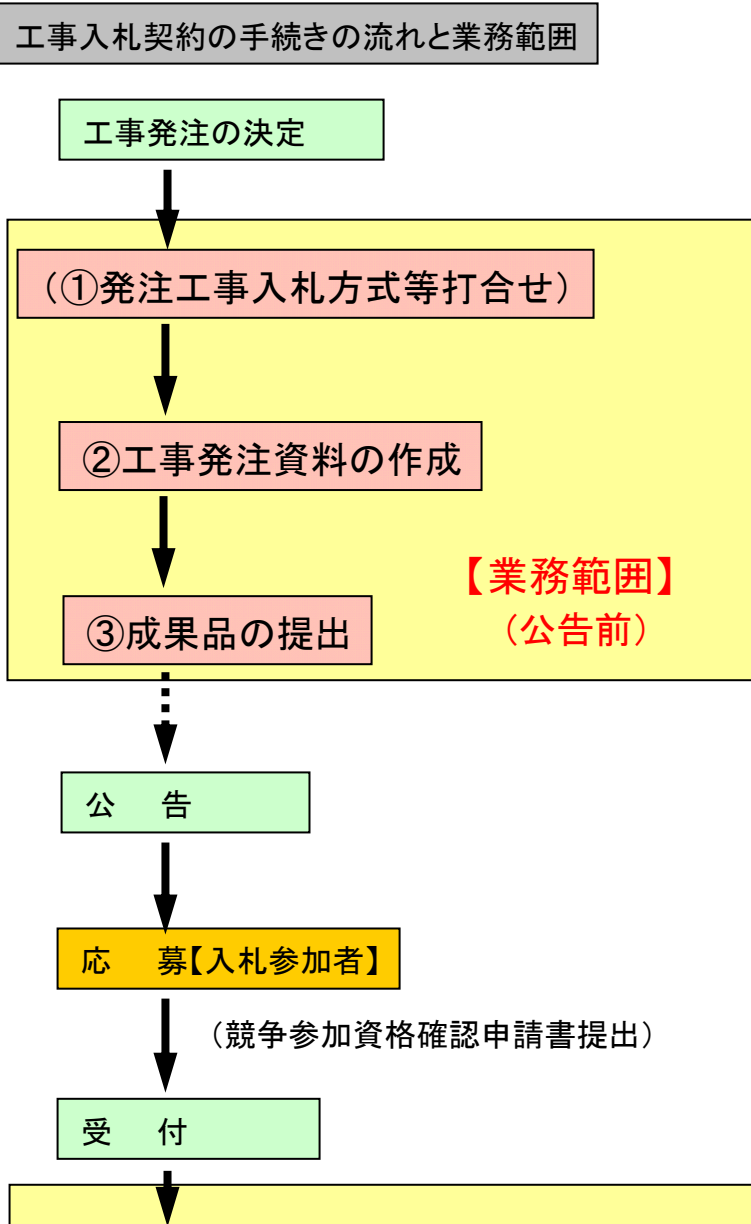 工事入札契約の手続きの流れと業務範囲
工事発注の決定
（①発注工事入札方式等打合せ）
②工事発注資料の作成
【業務範囲】
（公告前）
③成果品の提出
公　告
応　募【入札参加者】
（競争参加資格確認申請書提出）
受　付